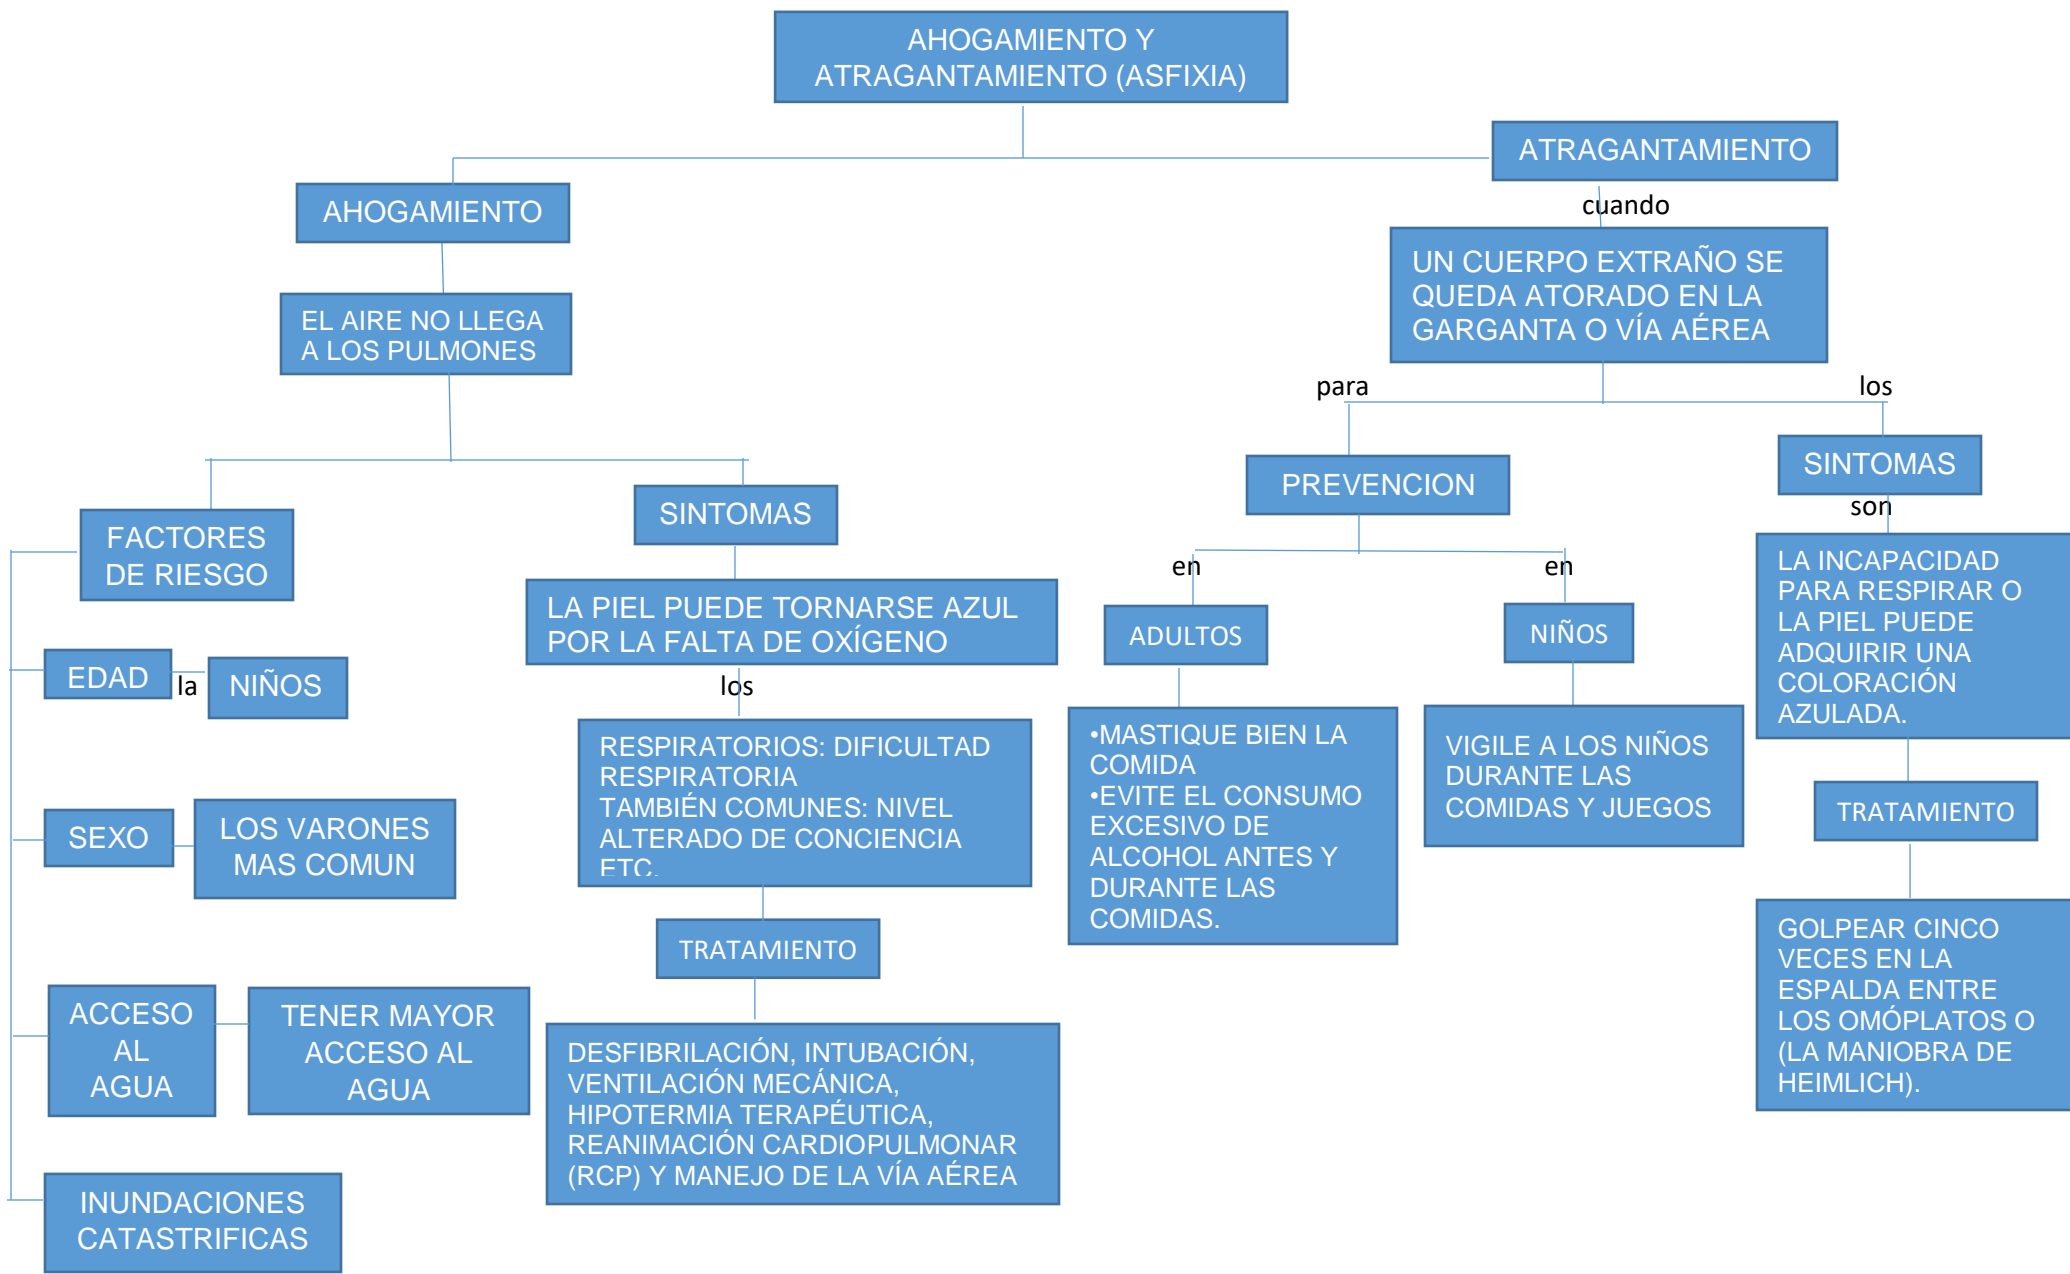 AHOGAMIENTO Y
ATRAGANTAMIENTO (ASFIXIA)
AHOGAMIENTO
EL AIRE NO LLEGA
A LOS PULMONES
FACTORES
DE RIESGO
EDAD
la
NIÑOS
SEXO
LOS VARONES
MAS COMUN
ACCESO
AL
AGUA
TENER MAYOR
ACCESO AL
AGUA
INUNDACIONES
CATASTRIFICAS
SINTOMAS
LA PIEL PUEDE TORNARSE AZUL
POR LA FALTA DE OXÍGENO
los
RESPIRATORIOS: DIFICULTAD
RESPIRATORIA
TAMBIÉN COMUNES: NIVEL
ALTERADO DE CONCIENCIA
ETC.
TRATAMIENTO
DESFIBRILACIÓN, INTUBACIÓN,
VENTILACIÓN MECÁNICA,
HIPOTERMIA TERAPÉUTICA,
REANIMACIÓN CARDIOPULMONAR
(RCP) Y MANEJO DE LA VÍA AÉREA
ATRAGANTAMIENTO
cuando
UN CUERPO EXTRAÑO SE
QUEDA ATORADO EN LA
GARGANTA O VÍA AÉREA
para
PREVENCION
en
ADULTOS
•MASTIQUE BIEN LA
COMIDA
•EVITE EL CONSUMO
EXCESIVO DE
ALCOHOL ANTES Y
DURANTE LAS
COMIDAS.
en
NIÑOS
VIGILE A LOS NIÑOS
DURANTE LAS
COMIDAS Y JUEGOS
los
SINTOMAS
son
LA INCAPACIDAD
PARA RESPIRAR O
LA PIEL PUEDE
ADQUIRIR UNA
COLORACIÓN
AZULADA.
TRATAMIENTO
GOLPEAR CINCO
VECES EN LA
ESPALDA ENTRE
LOS OMÓPLATOS O
(LA MANIOBRA DE
HEIMLICH).